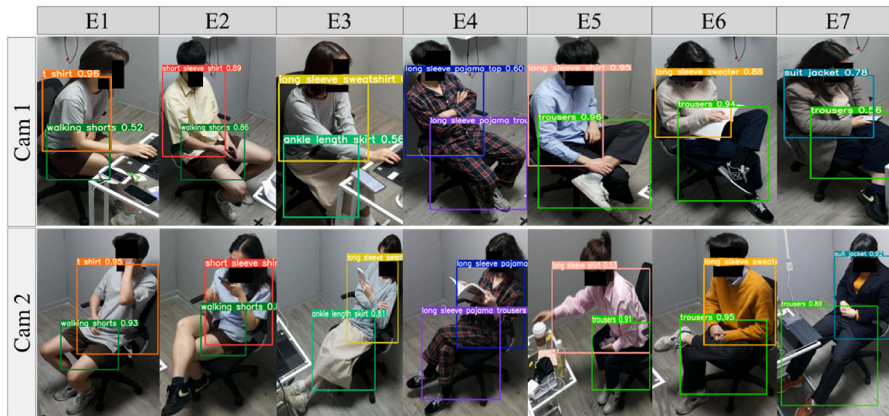 E1 E2 E3 E4 E5 E6 E7
Cam 1
t shirt 0.96
walking shorts 0.52
short sleeve shirt 0.89
walking shorts 0.86
long sleeve sweatshirt
ankle length skirt 0.56
long sleeve pajama top 0.60
long sleeve pajama trou
long sleeve shirt 0.95
trousers 0.96
long sleeve sweater 0.88
trousers 0.94
suit jacket 0.78
trousers 0.56
Cam 2
t shirt 0.95
walking shorts 0.93
short sleeve shir
walking shorts 0.
long sleeve
ankle length skirt 0.81
long sleeve pajama
long sleeve pajama trousers
long sleeve shirt 0.53
trousers 0.91
long sleeve sweate
trousers 0.95
suit jacket 0.92
trousers 0.89